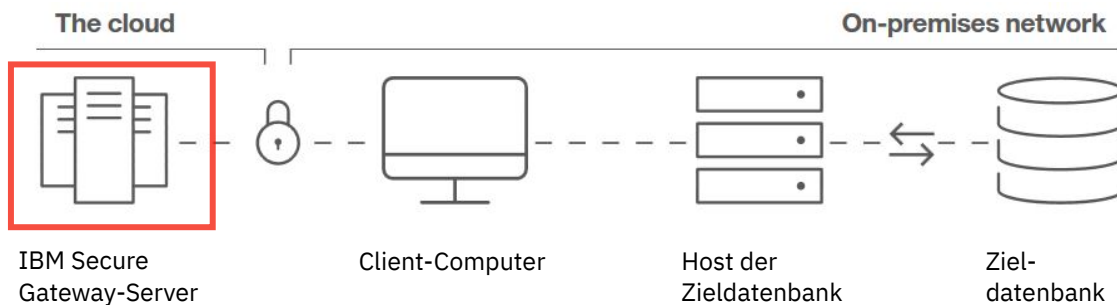 The cloud
On-premises network
IBM Secure
Gateway-Server
Client-Computer
Host der
Zieldatenbank
Ziel-
datenbank